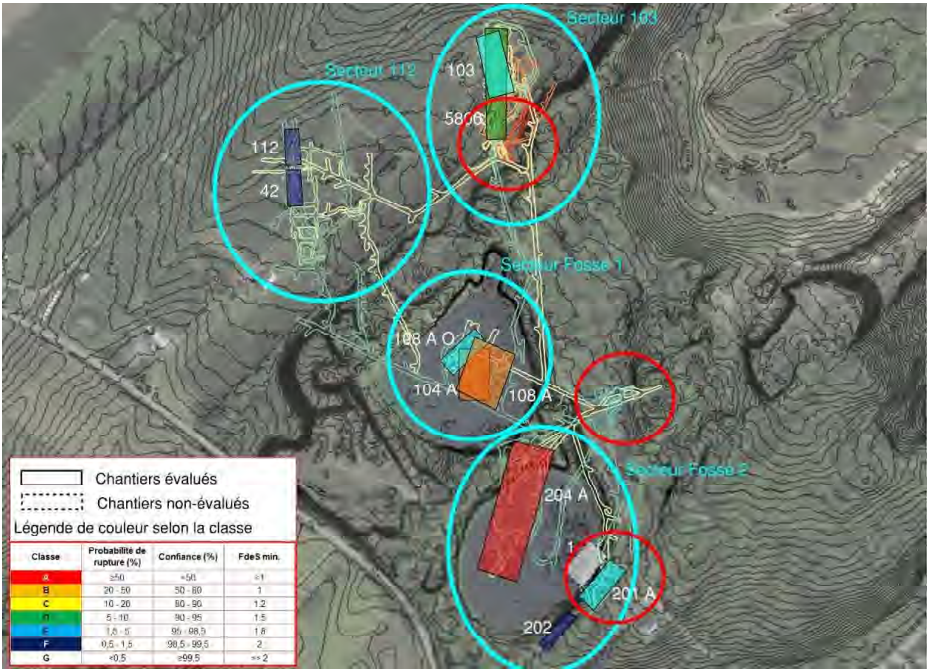 Secteur 103
Secteur 112
103
5806
112
42
Secteur Fosse 1
108 A O
104 A
108 A
Secteur Fosse 2
204 A
1
201 A
202
Chantiers évalués
Chantiers non-évalués
Légende de couleur selon la classe
Classe Probabilité de rupture (%) Confiance (%) FdeS min.
A ≥50 <50 <1
B 20 - 50 50 - 80 1
C 10 - 20 80 - 90 1.2
D 5 - 10 90 - 95 1.5
E 1,5 - 5 95 - 98,5 1.8
F 0,5 - 1,5 98,5 - 99,5 2
G <0,5 ≥99,5 >> 2